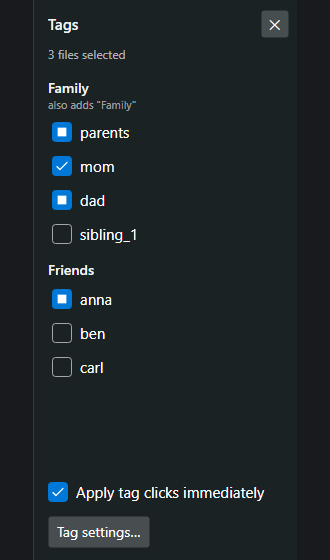 Tags
3 files selected
Family
also adds "Family"
parents
mom
dad
sibling_1
Friends
anna
ben
carl
Apply tag clicks immediately
Tag settings...